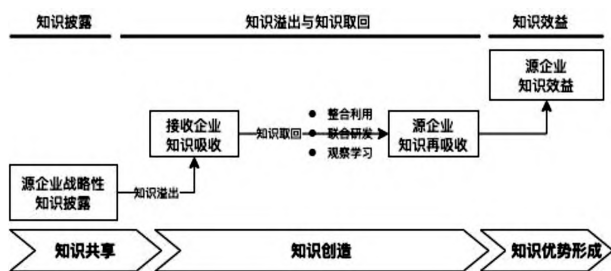 知识披露
知识溢出与知识取回
知识效益
源企业
知识效益
接收企业
知识吸收
知识取回
整合利用
联合研发
观察学习
源企业
知识再吸收
源企业战略性
知识披露
知识溢出
知识共享
知识创造
知识优势形成